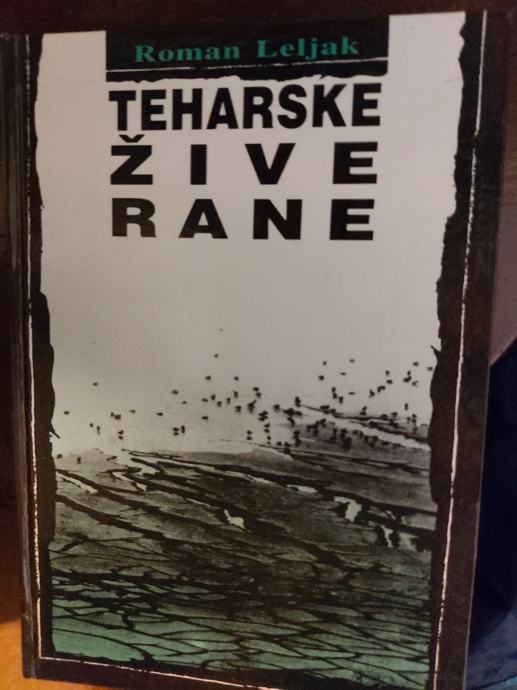 Roman Leljak
TEHARSKE
ŽIVE
RANE